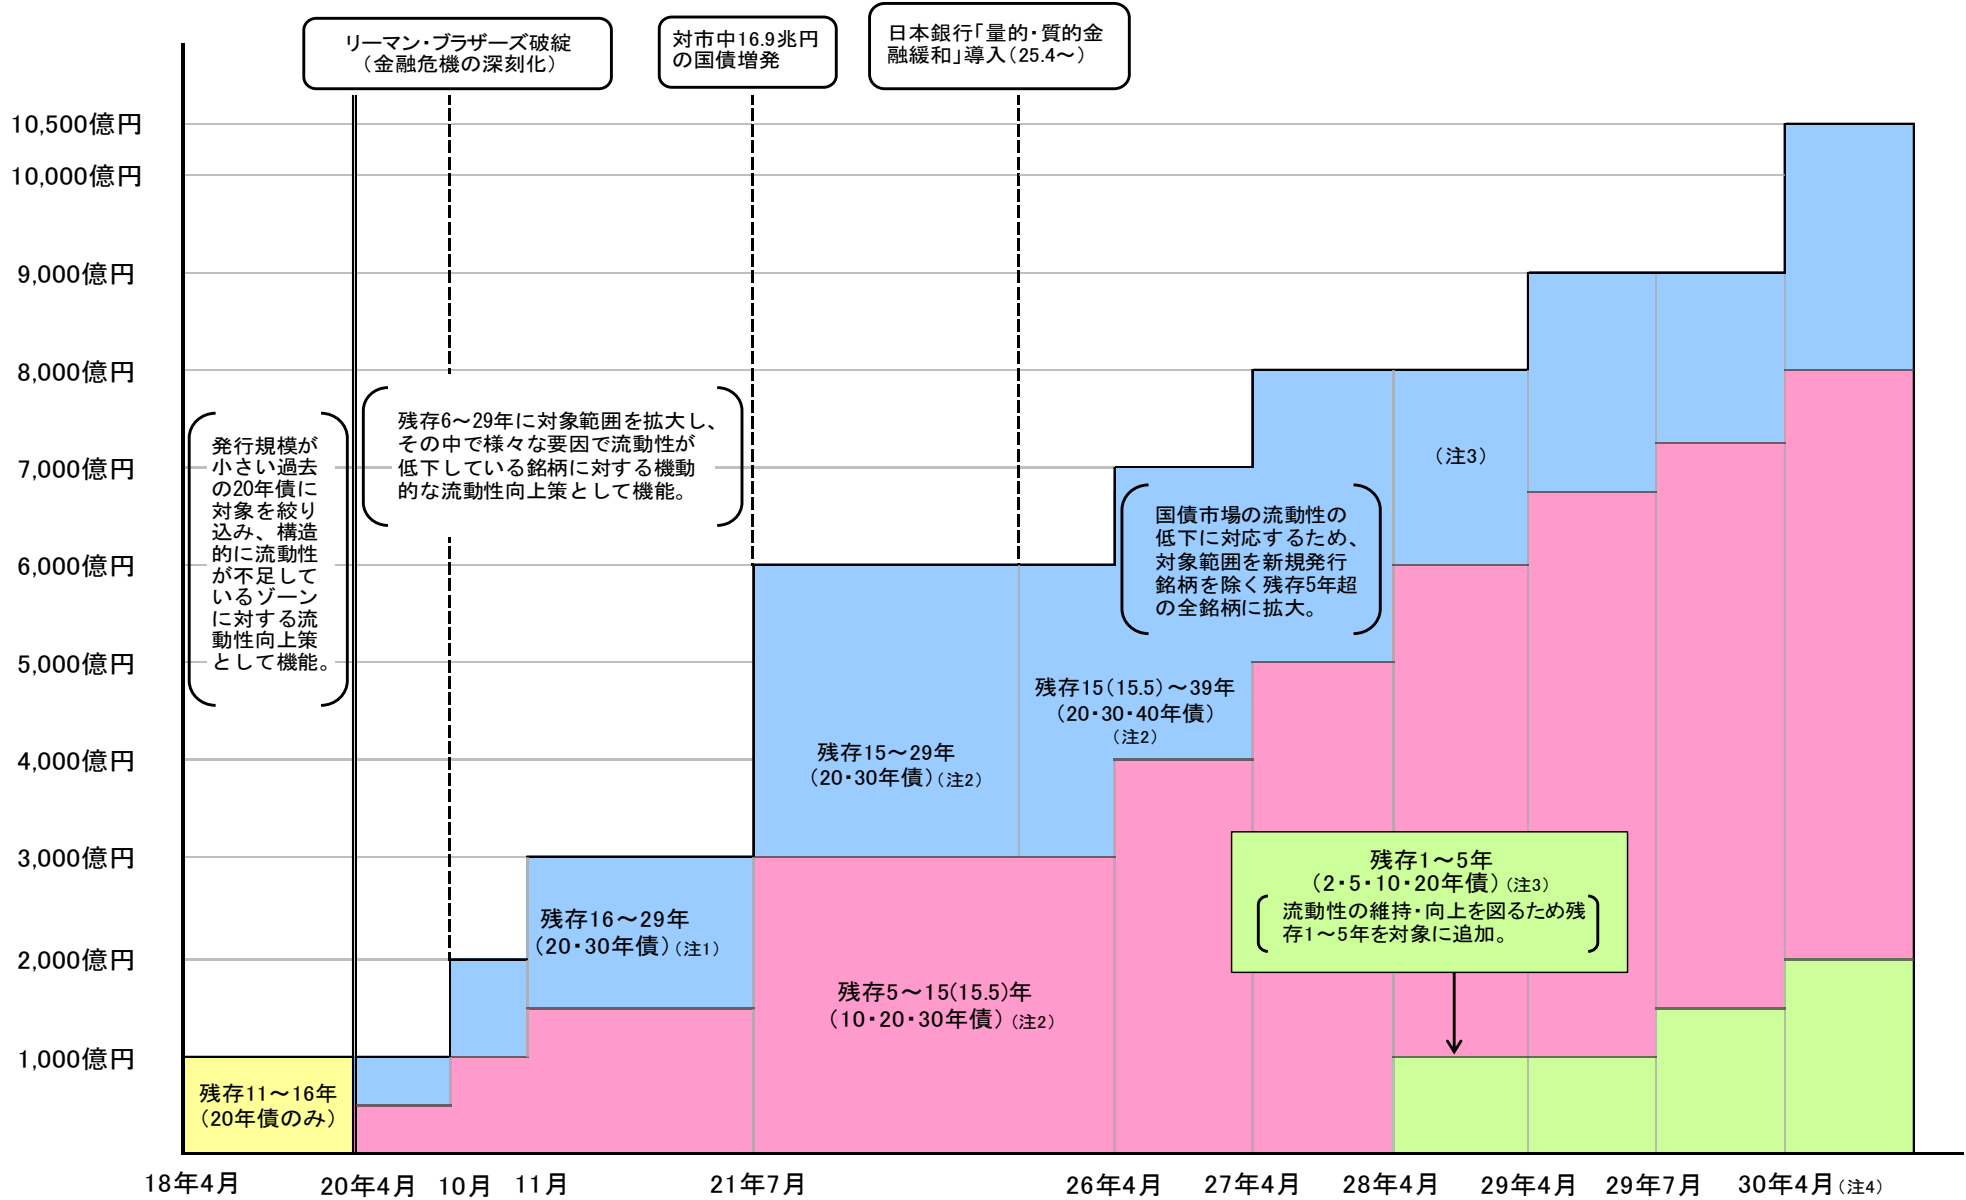 リーマン・ブラザーズ破綻
（金融危機の深刻化）
対市中16.9兆円
の国債増発
日本銀行「量的・質的金
融緩和」導入（25.4～）
10,500億円
10,000億円
9,000億円
8,000億円
7,000億円
6,000億円
5,000億円
4,000億円
3,000億円
2,000億円
1,000億円
発行規模が
小さい過去
の20年債に
対象を絞り
込み、構造
的に流動性
が不足して
いるゾーン
に対する流
動性向上策
として機能。
残存6～29年に対象範囲を拡大し、
その中で様々な要因で流動性が
低下している銘柄に対する機動
的な流動性向上策として機能。
国債市場の流動性の
低下に対応するため、
対象範囲を新規発行
銘柄を除く残存5年超
の全銘柄に拡大。
（注3）
残存15（15.5）～39年
（20・30・40年債）
（注2）
残存15～29年
（20・30年債）（注2）
残存16～29年
（20・30年債）（注1）
残存5～15(15.5)年
（10・20・30年債）（注2）
残存1～5年
（2・5・10・20年債）（注3）
流動性の維持・向上を図るため残
存1～5年を対象に追加。
残存11～16年
（20年債のみ）
18年4月
20年4月
10月
11月
21年7月
26年4月
27年4月
28年4月
29年4月
29年7月
30年4月（注4）